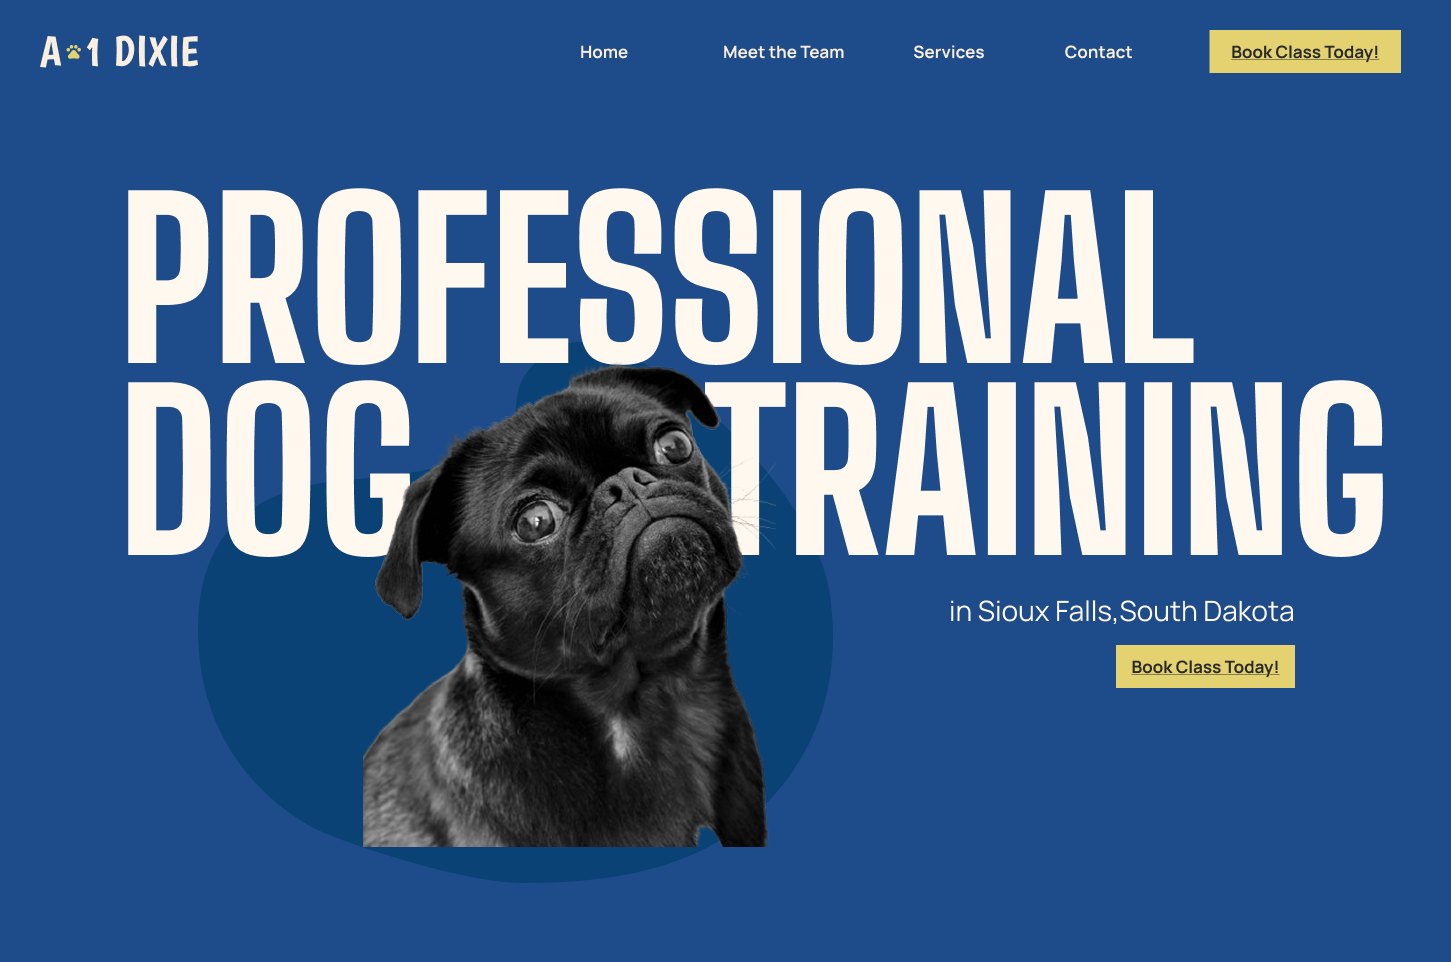 A 1 DIXIE
Home Meet the Team Services Contact Book Class Today!
PROFESSIONAL
DOG TRAINING
in Sioux Falls,South Dakota
Book Class Today!